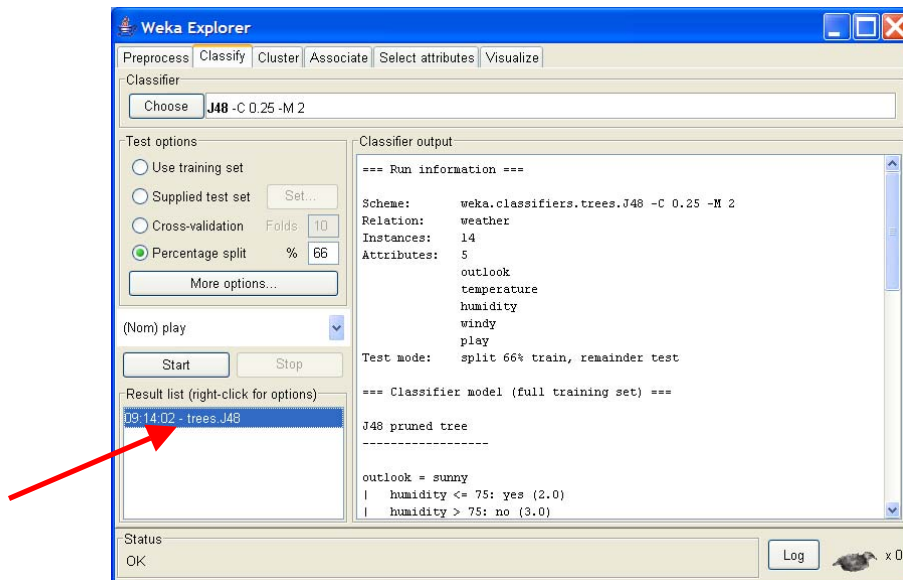 Weka Explorer
Preprocess Classify Cluster Associate Select attributes Visualize
Classifier
Choose J48 -C 0.25 -M 2
Test options
Use training set
Supplied test set Set...
Cross-validation Folds 10
Percentage split % 66
More options...
(Nom) play
Start Stop
Result list (right-click for options)
09:14:02 - trees.J48
Classifier output
=== Run information ===
Scheme: weka.classifiers.trees.J48 -C 0.25 -M 2
Relation: weather
Instances: 14
Attributes: 5
outlook
temperature
humidity
windy
play
Test mode: split 66% train, remainder test
=== Classifier model (full training set) ===
J48 pruned tree
------------------
outlook = sunny
| humidity <= 75: yes (2.0)
| humidity > 75: no (3.0)
Status
OK
Log x 0